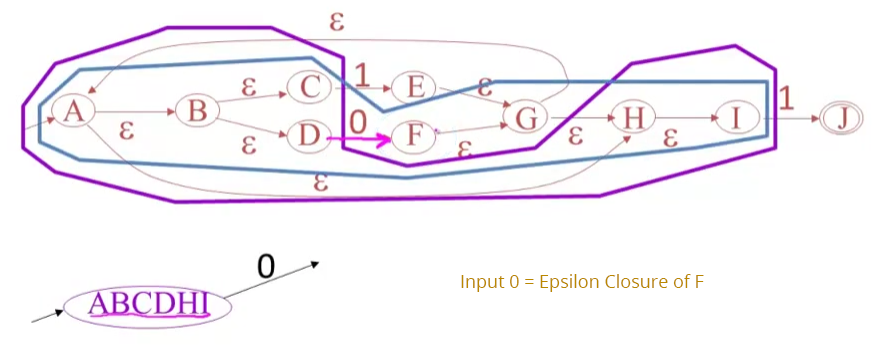 ε
ε C 1 E ε
A B G H I 1 J
ε ε D 0 F ε ε ε
ε
0
ABCDHI
Input 0 = Epsilon Closure of F